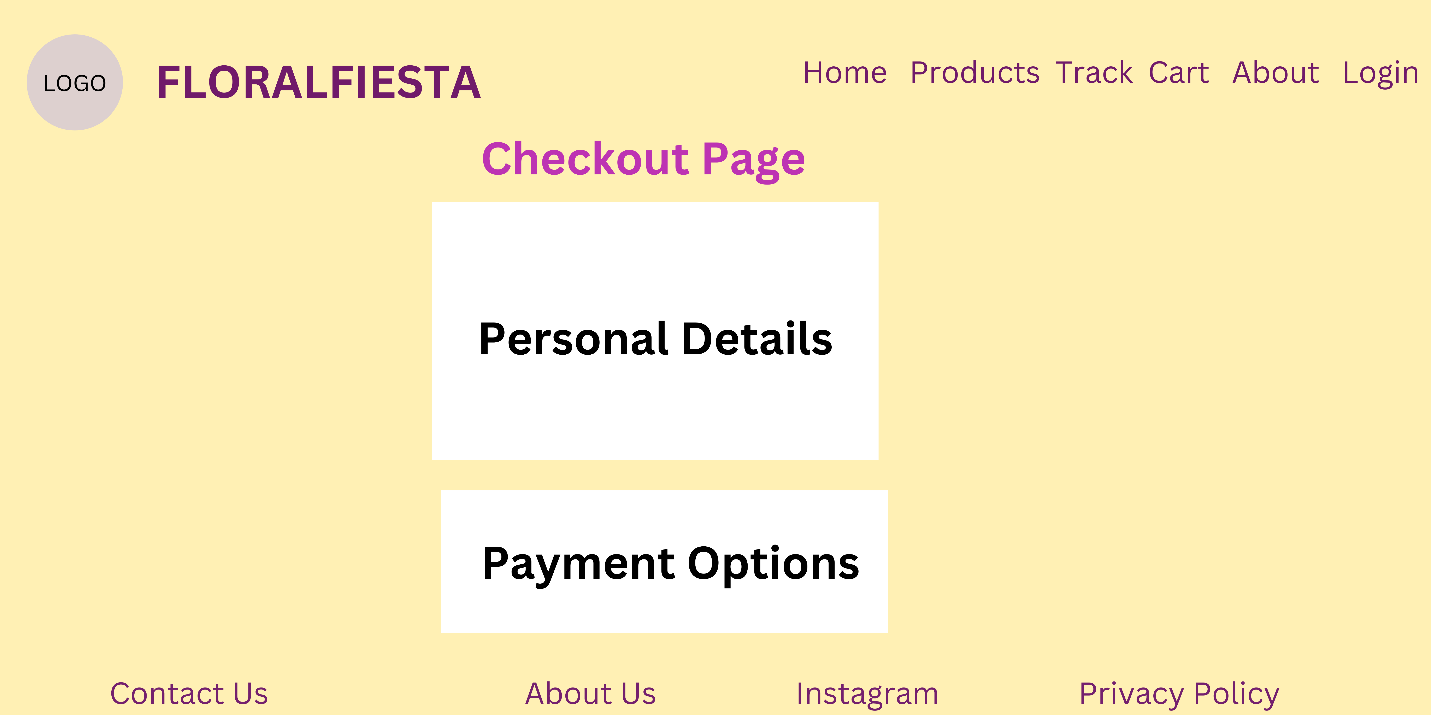 LOGO FLORALFIESTA Home Products Track Cart About Login
Checkout Page
Personal Details
Payment Options
Contact Us About Us Instagram Privacy Policy